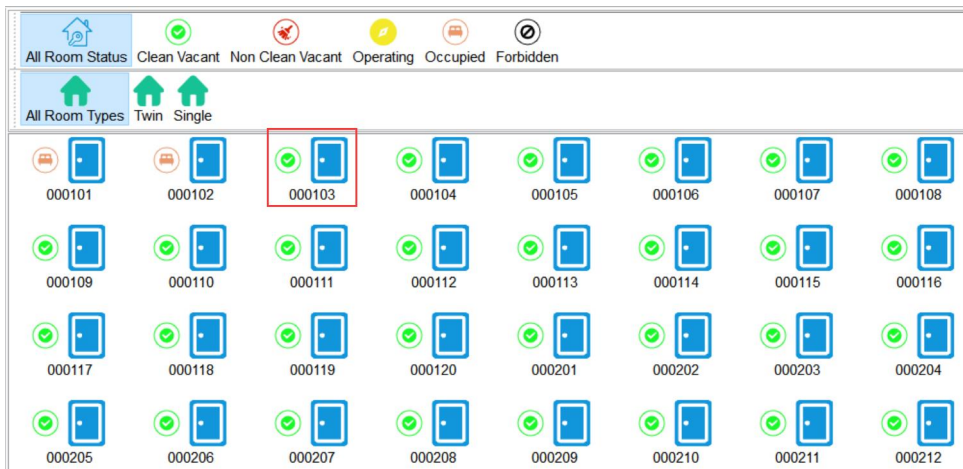 All Room Status Clean Vacant Non Clean Vacant Operating Occupied Forbidden
All Room Types Twin Single
000101 000102 000103 000104 000105 000106 000107 000108
000109 000110 000111 000112 000113 000114 000115 000116
000117 000118 000119 000120 000201 000202 000203 000204
000205 000206 000207 000208 000209 000210 000211 000212